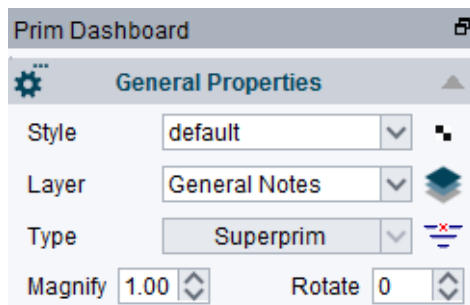 Prim Dashboard
General Properties
Style default
Layer General Notes
Type Superprim
Magnify 1.00 Rotate 0